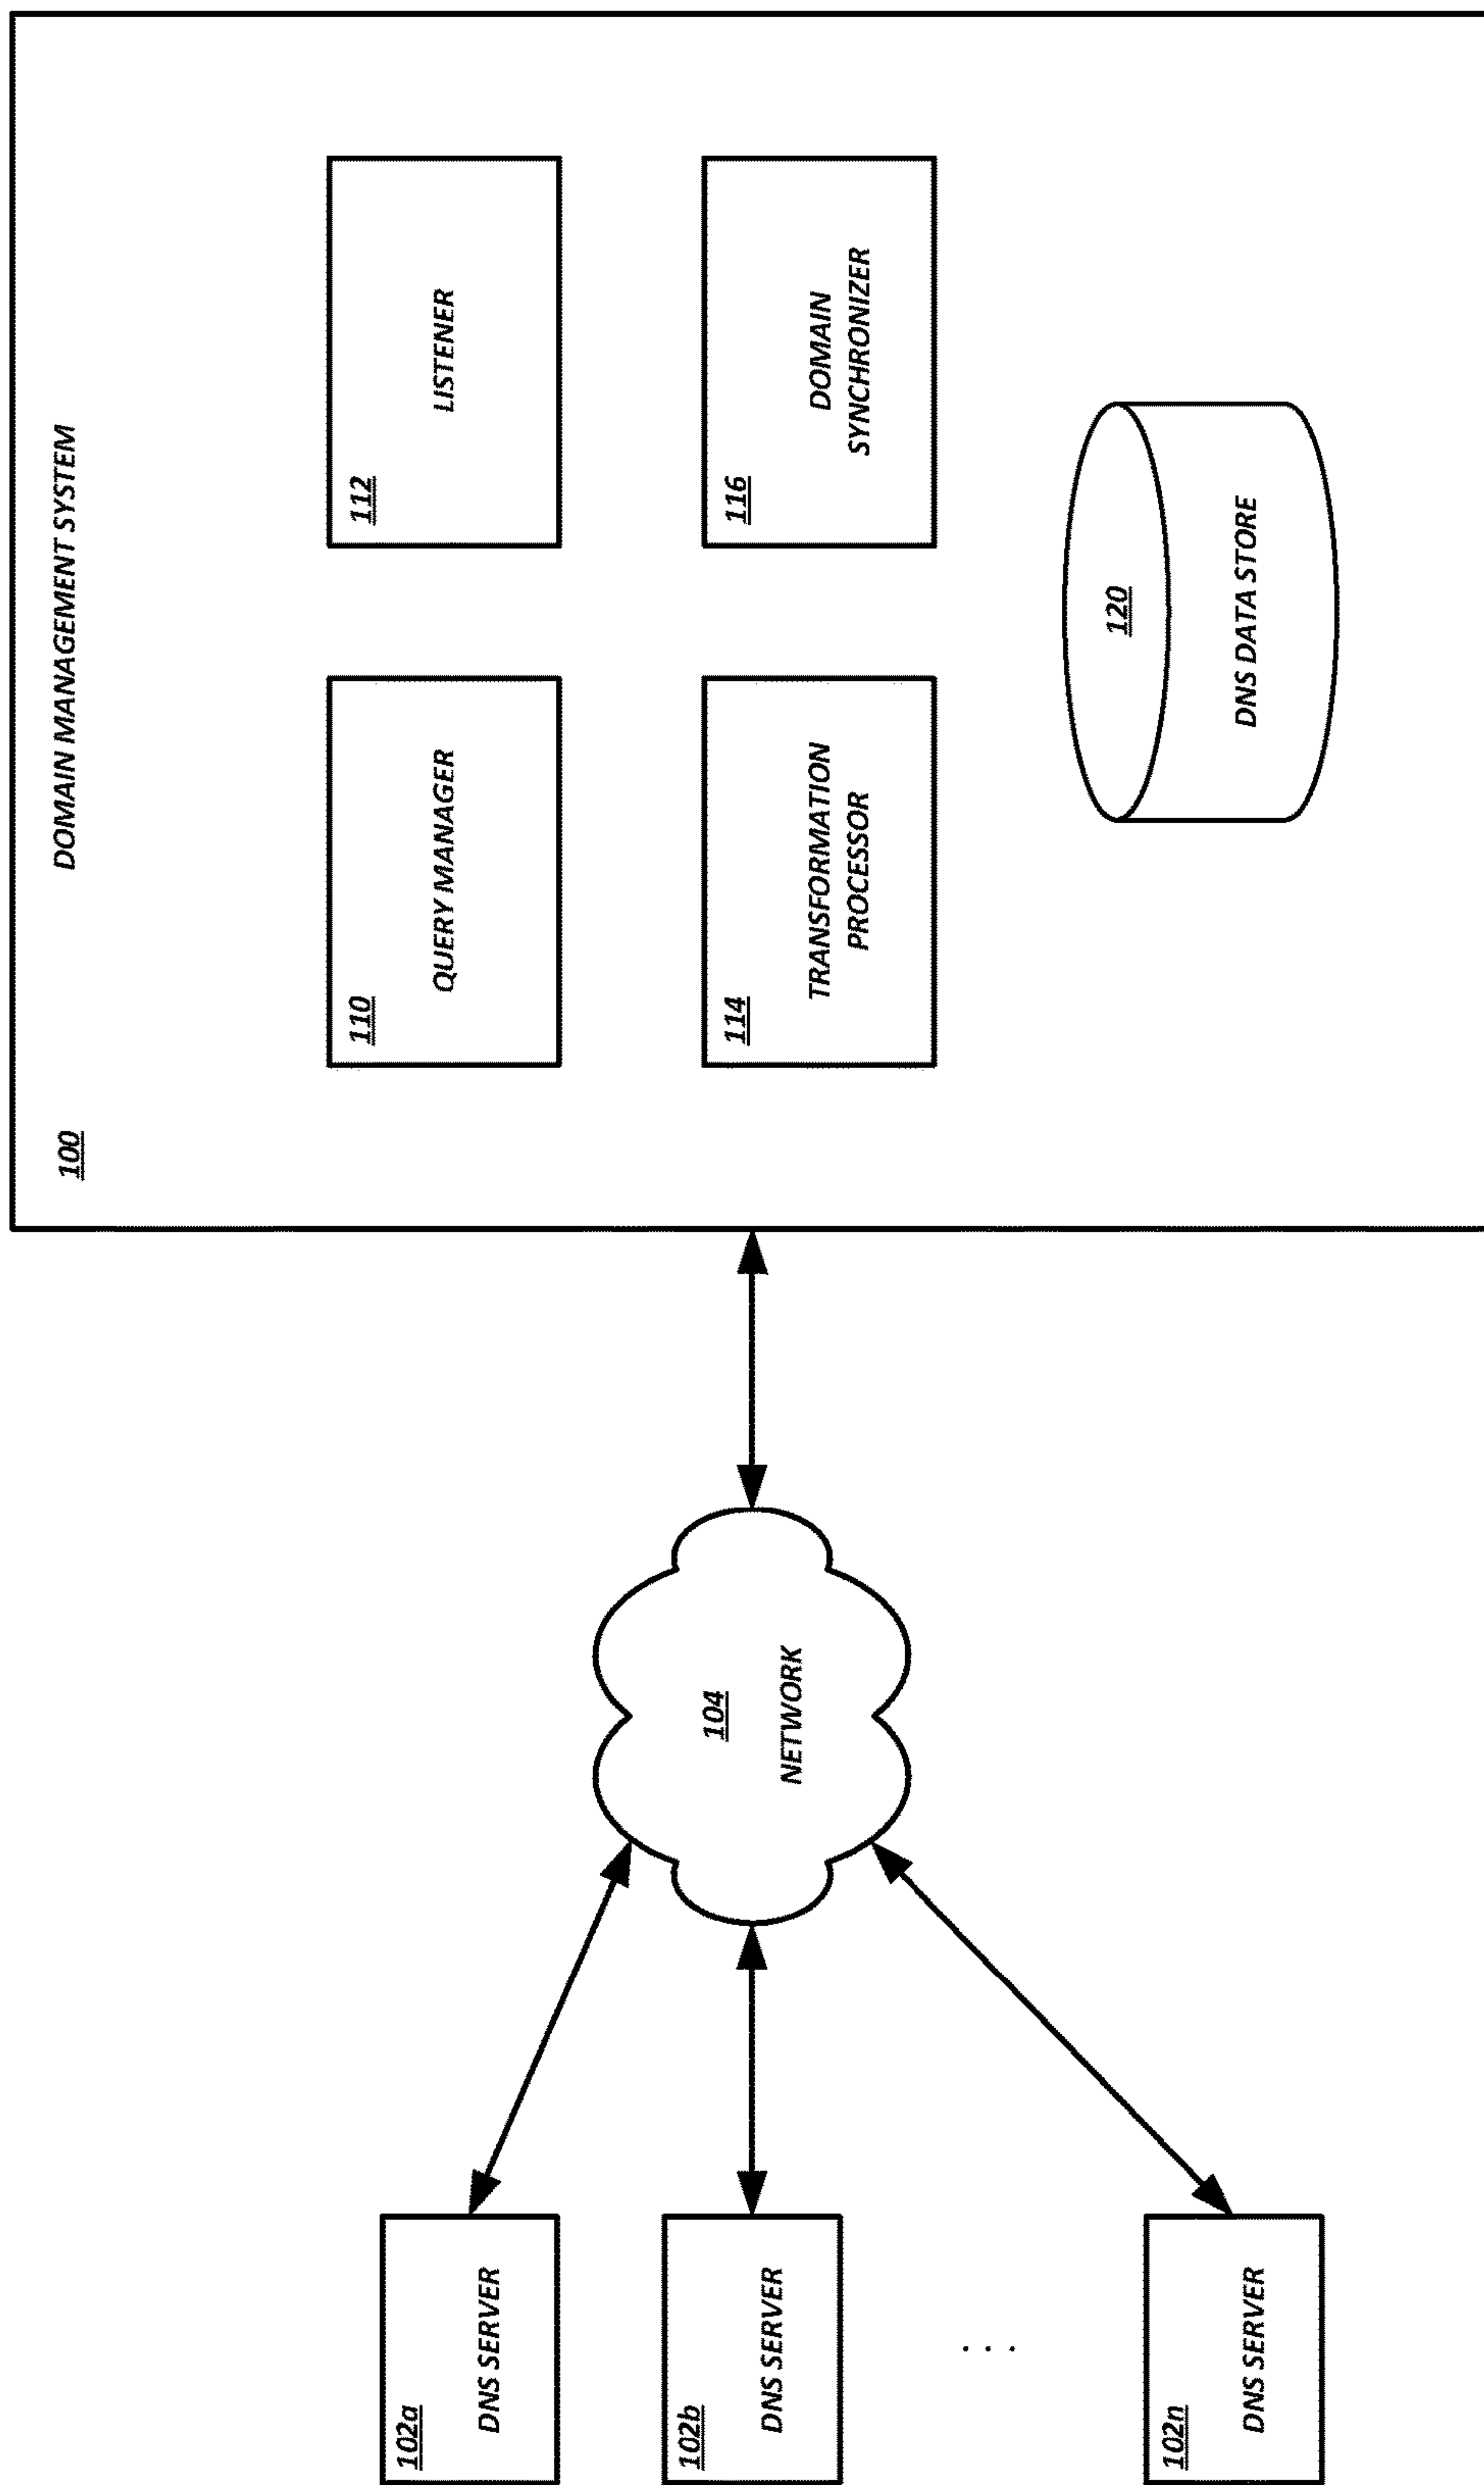 DOMAIN MANAGEMENT SYSTEM
100
110
QUERY MANAGER
112
LISTENER
114
TRANSFORMATION
PROCESSOR
116
DOMAIN
SYNCHRONIZER
120
DNS DATA STORE
104
NETWORK
102a
DNS SERVER
102b
DNS SERVER
. . .
102n
DNS SERVER